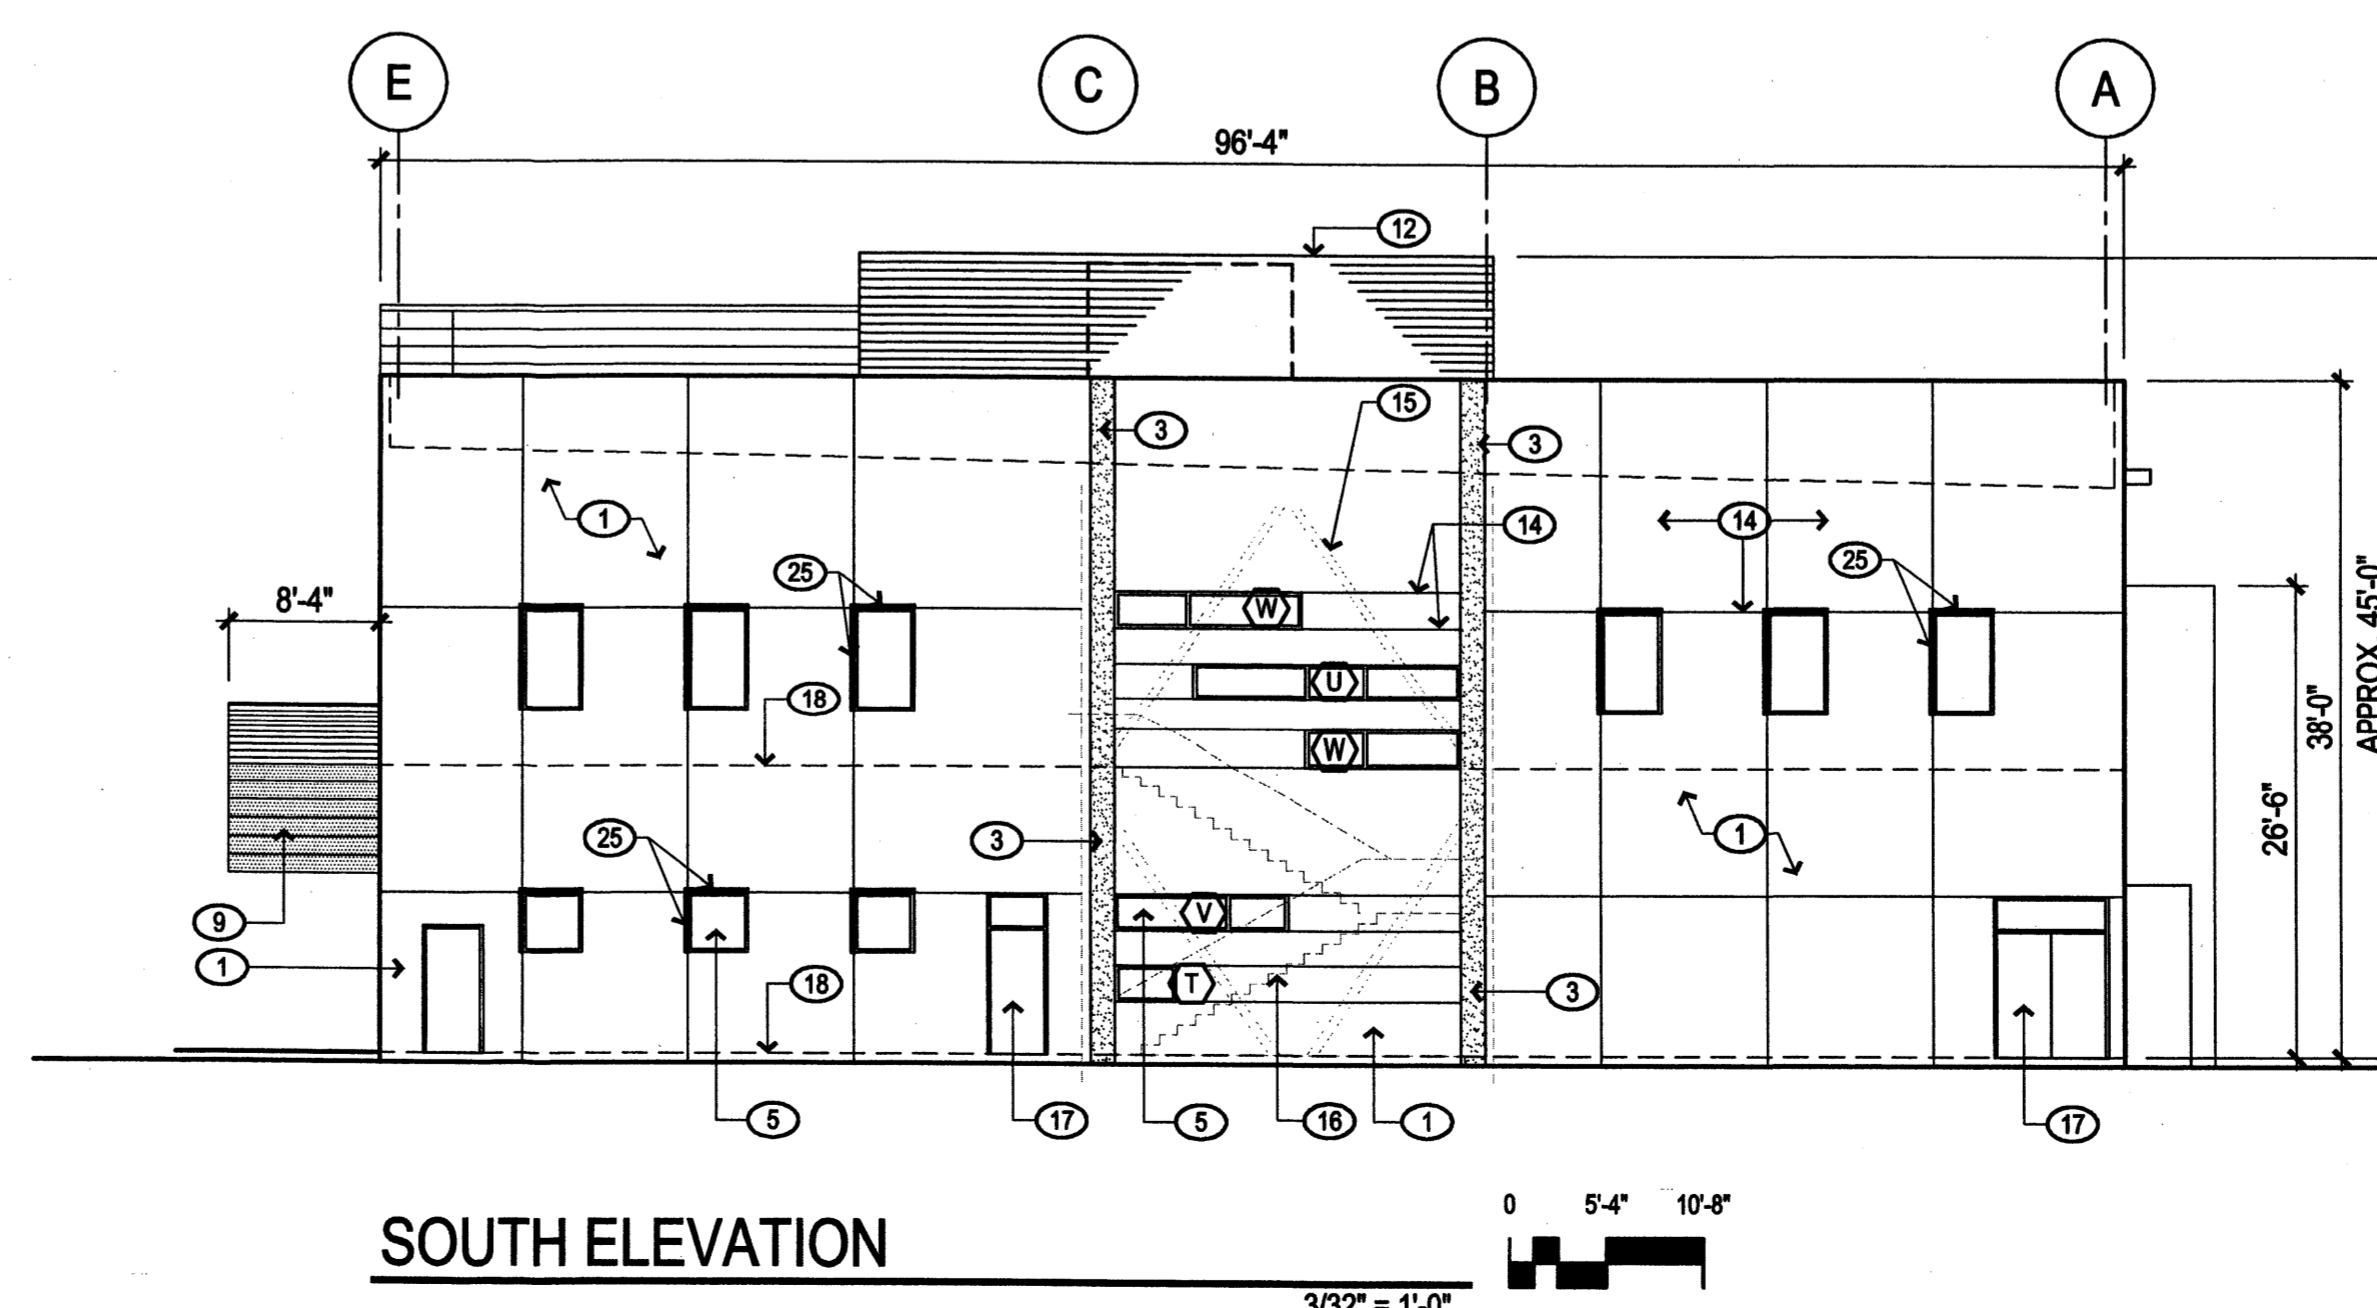 E C B A
96'-4"
12
15
3 3
1 14 14
25 25
8'-4"
W
APPROX. 45'-0"
U
18
38'-0"
W
26'-6"
25 3 1
9 V
1 18 T 3
5 17 5 16 1 17
SOUTH ELEVATION
0 5'-4" 10'-8"
3/32" = 1'-0"